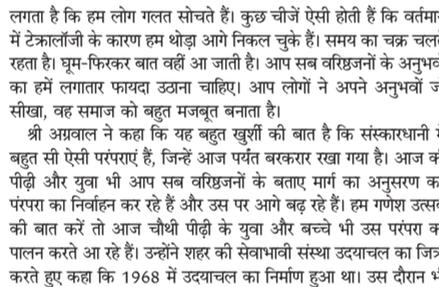 लगता है कि हम लोग गलत सोचते हैं। कुछ चीजें ऐसी होती हैं कि वर्तमा
में टेक्रालॉजी के कारण हम थोड़ा आगे निकल चुके हैं। समय का चक्र चल
रहता है। घूम-फिरकर बात वहीं आ जाती है। आप सब वरिष्ठजनों के अनुभव
का हमें लगातार फायदा उठाना चाहिए। आप लोगों ने अपने अनुभवों ज
सीखा, वह समाज को बहुत मजबूत बनाता है।
श्री अग्रवाल ने कहा कि यह बहुत खुर्शी की बात है कि संस्कारधानी
बहुत सी ऐसी परंपराएं हैं, जिन्हें आज पर्यंत बरकरार रखा गया है। आज क
पीढ़ी और युवा भी आप सब वरिष्ठजनों के बताए मार्ग का अनुसरण क
पंरपरा का निर्वाहन कर रहे हैं और उस पर आगे बढ़ रहे हैं। हम गणेश उत्सव
की बात करें तो आज चौथी पीढ़ी के युवा और बच्चे भी उस परंपरा क
पालन करते आ रहे हैं। उन्होंने शहर की सेवाभावी संस्था उदयाचल का जित्र
करते हुए कहा कि 1968 में उदयाचल का निर्माण हुआ था। उस दौरान भ